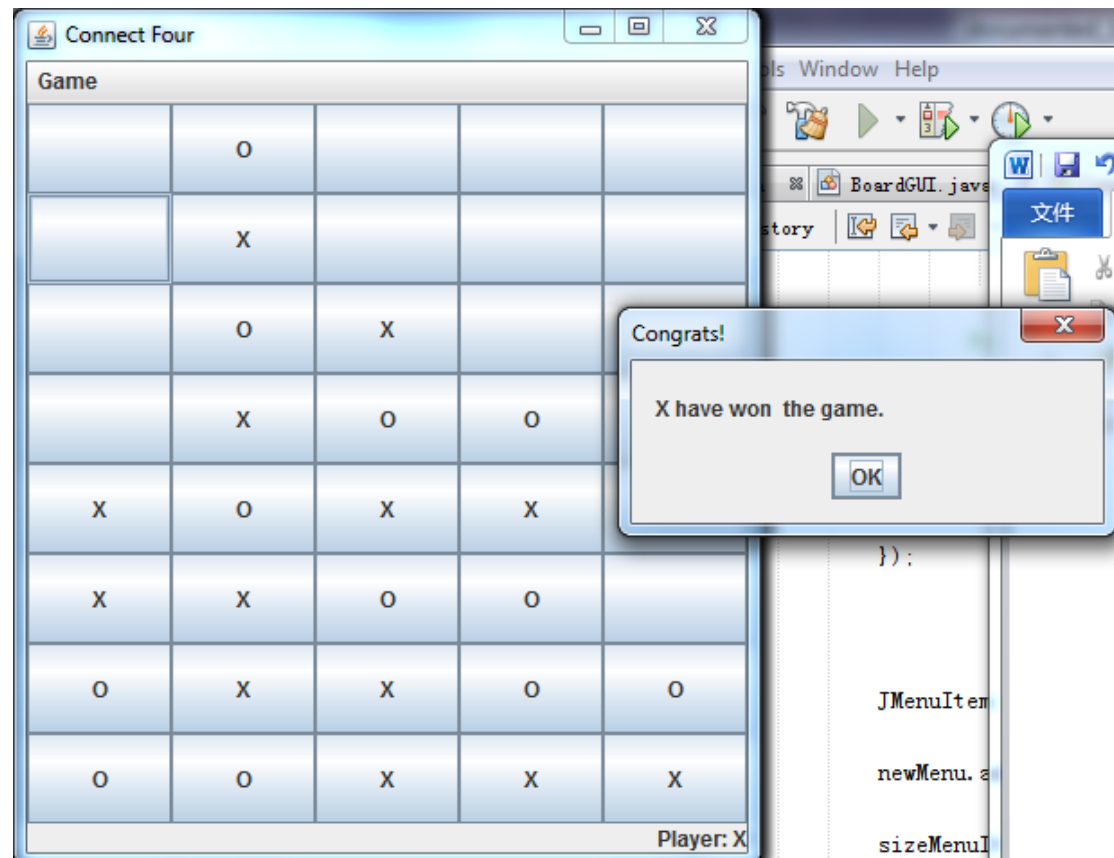 Connect Four
Game
O
X
O X
X O O
X O X X
X X O O
O X X O O
O O X X X
Player: X
Window Help
BoardGUI.java
story
文件
Congrats!
X have won the game.
OK
});
JMenuItem
newMenu.a
sizeMenuI